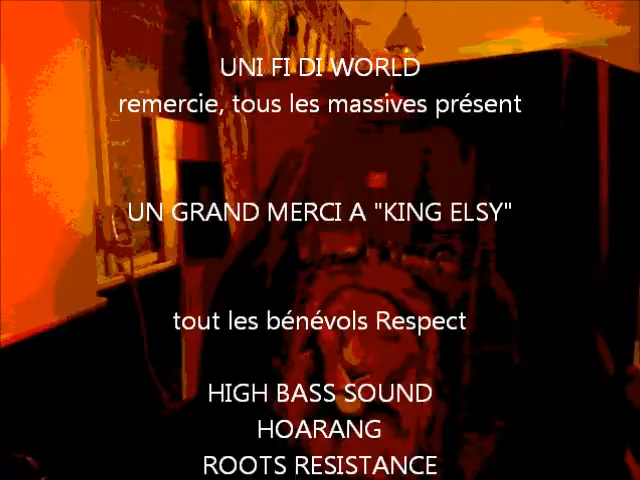 UNI FI DI WORLD
remercie, tous les massives présent
UN GRAND MERCI A "KING ELSY"
tout les bénévols Respect
HIGH BASS SOUND
HOARANG
ROOTS RESISTANCE